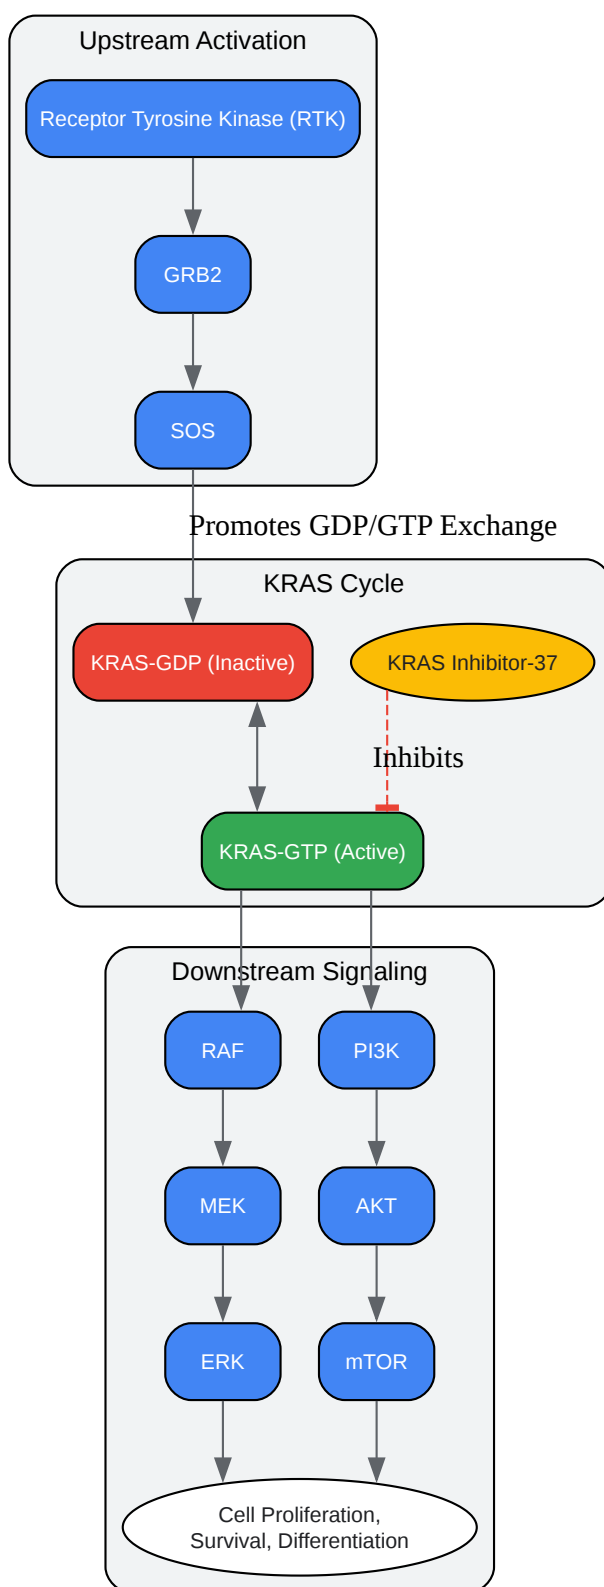 Upstream Activation
Receptor Tyrosine Kinase (RTK)
GRB2
SOS
Promotes GDP/GTP Exchange
KRAS Cycle
KRAS-GDP (Inactive)
KRAS Inhibitor-37
Inhibits
KRAS-GTP (Active)
Downstream Signaling
RAF
PI3K
MEK
AKT
ERK
mTOR
Cell Proliferation,
Survival, Differentiation